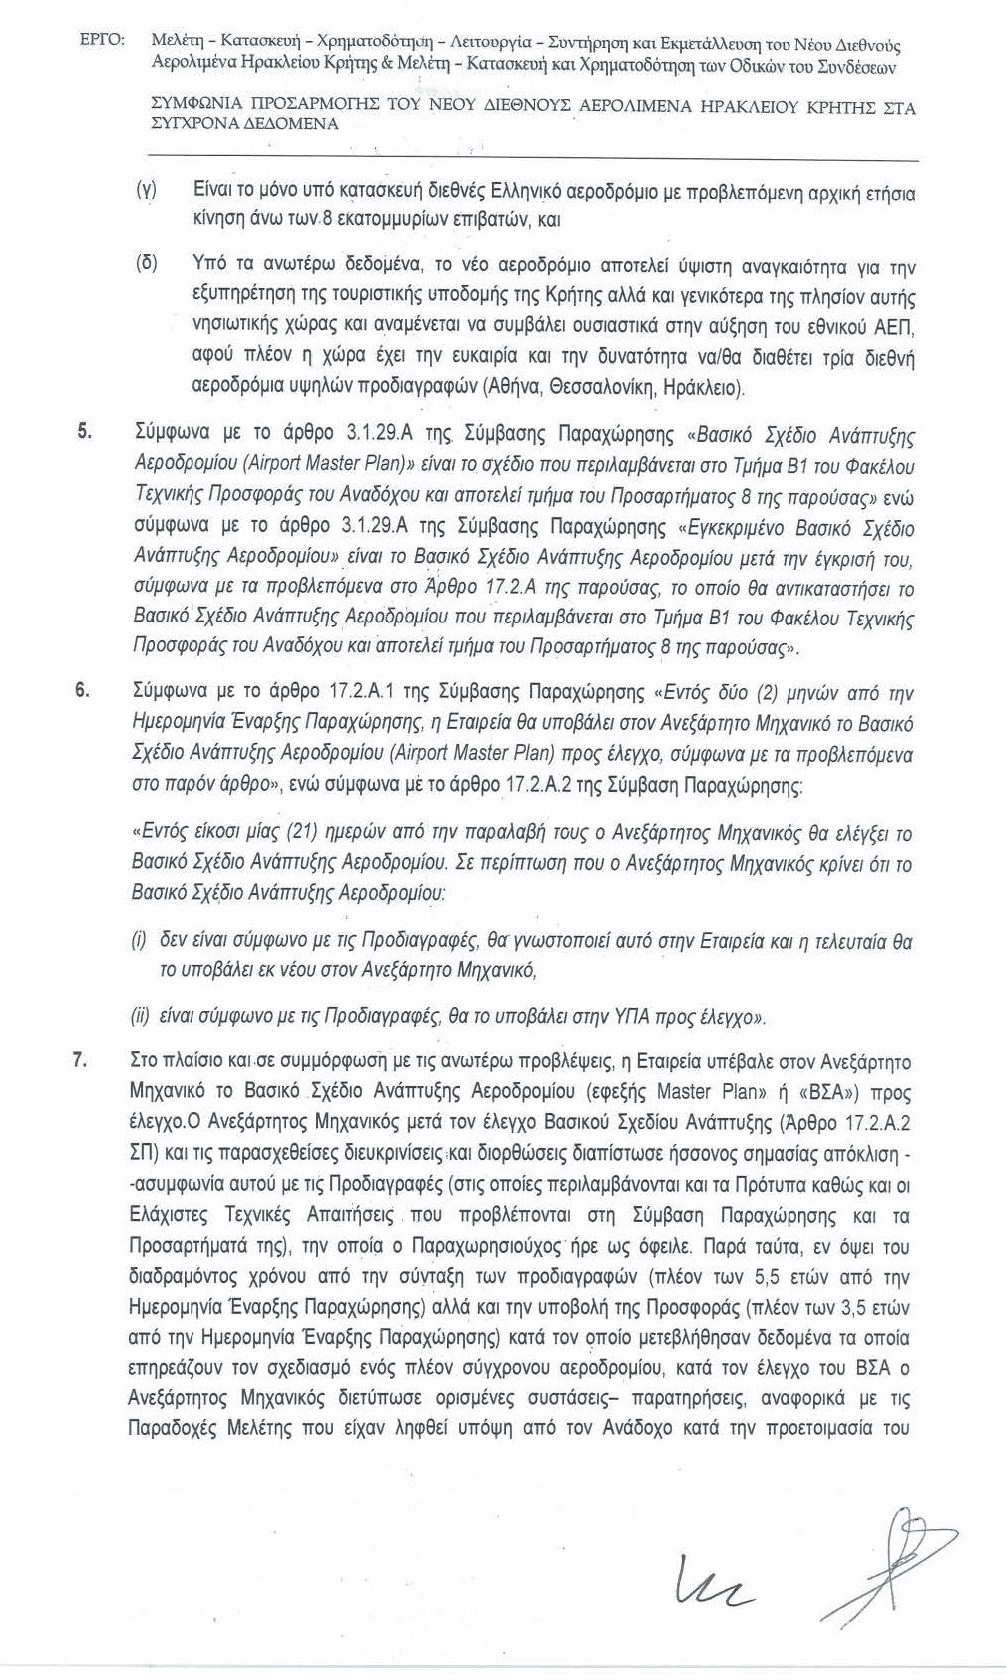 ΕΡΓΟ: Μελέτη – Κατασκευή – Χρηματοδότηση – Λειτουργία – Συντήρηση και Εκμετάλλευση του Νέου Διεθνούς
Αερολιμένα Ηρακλείου Κρήτης & Μελέτη – Κατασκευή και Χρηματοδότηση των Οδικών του Συνδέσεων
ΣΥΜΦΩΝΙΑ ΠΡΟΣΑΡΜΟΓΗΣ ΤΟΥ ΝΕΟΥ ΔΙΕΘΝΟΥΣ ΑΕΡΟΛΙΜΕΝΑ ΗΡΑΚΛΕΙΟΥ ΚΡΗΤΗΣ ΣΤΑ
ΣΥΓΧΡΟΝΑ ΔΕΔΟΜΕΝΑ
(γ) Είναι το μόνο υπό κατασκευή διεθνές Ελληνικό αεροδρόμιο με προβλεπόμενη αρχική ετήσια
κίνηση άνω των 8 εκατομμυρίων επιβατών, και
(δ) Υπό τα ανωτέρω δεδομένα, το νέο αεροδρόμιο αποτελεί ύψιστη αναγκαιότητα για την
εξυπηρέτηση της τουριστικής υποδομής της Κρήτης αλλά και γενικότερα της πλησίον αυτής
νησιωτικής χώρας και αναμένεται να συμβάλει ουσιαστικά στην αύξηση του εθνικού ΑΕΠ,
αφού πλέον η χώρα έχει την ευκαιρία και την δυνατότητα να/θα διαθέτει τρία διεθνή
αεροδρόμια υψηλών προδιαγραφών (Αθήνα, Θεσσαλονίκη, Ηράκλειο).
5. Σύμφωνα με το άρθρο 3.1.29.Α της Σύμβασης Παραχώρησης «Βασικό Σχέδιο Ανάπτυξης
Αεροδρομίου (Airport Master Plan)» είναι το σχέδιο που περιλαμβάνεται στο Τμήμα Β1 του Φακέλου
Τεχνικής Προσφοράς του Αναδόχου και αποτελεί τμήμα του Προσαρτήματος 8 της παρούσας» ενώ
σύμφωνα με το άρθρο 3.1.29.Α της Σύμβασης Παραχώρησης «Εγκεκριμένο Βασικό Σχέδιο
Ανάπτυξης Αεροδρομίου» είναι το Βασικό Σχέδιο Ανάπτυξης Αεροδρομίου μετά την έγκρισή του,
σύμφωνα με τα προβλεπόμενα στο Άρθρο 17.2.Α της παρούσας, το οποίο θα αντικαταστήσει το
Βασικό Σχέδιο Ανάπτυξης Αεροδρομίου που περιλαμβάνεται στο Τμήμα Β1 του Φακέλου Τεχνικής
Προσφοράς του Αναδόχου και αποτελεί τμήμα του Προσαρτήματος 8 της παρούσας».
6. Σύμφωνα με το άρθρο 17.2.Α.1 της Σύμβασης Παραχώρησης «Εντός δύο (2) μηνών από την
Ημερομηνία Έναρξης Παραχώρησης, η Εταιρεία θα υποβάλει στον Ανεξάρτητο Μηχανικό το Βασικό
Σχέδιο Ανάπτυξης Αεροδρομίου (Airport Master Plan) προς έλεγχο, σύμφωνα με τα προβλεπόμενα
στο παρόν άρθρο», ενώ σύμφωνα με το άρθρο 17.2.Α.2 της Σύμβαση Παραχώρησης:
«Εντός είκοσι μίας (21) ημερών από την παραλαβή τους ο Ανεξάρτητος Μηχανικός θα ελέγξει το
Βασικό Σχέδιο Ανάπτυξης Αεροδρομίου. Σε περίπτωση που ο Ανεξάρτητος Μηχανικός κρίνει ότι το
Βασικό Σχέδιο Ανάπτυξης Αεροδρομίου:
(i) δεν είναι σύμφωνο με τις Προδιαγραφές, θα γνωστοποιεί αυτό στην Εταιρεία και η τελευταία θα
το υποβάλει εκ νέου στον Ανεξάρτητο Μηχανικό,
(ii) είναι σύμφωνο με τις Προδιαγραφές, θα το υποβάλει στην ΥΠΑ προς έλεγχο».
7. Στο πλαίσιο και σε συμμόρφωση με τις ανωτέρω προβλέψεις, η Εταιρεία υπέβαλε στον Ανεξάρτητο
Μηχανικό το Βασικό Σχέδιο Ανάπτυξης Αεροδρομίου (εφεξής Master Plan» ή «ΒΣΑ») προς
έλεγχο.Ο Ανεξάρτητος Μηχανικός μετά τον έλεγχο Βασικού Σχεδίου Ανάπτυξης (Άρθρο 17.2.Α.2
ΣΠ) και τις παρασχεθείσες διευκρινίσεις και διορθώσεις διαπίστωσε ήσσονος σημασίας απόκλιση -
-ασυμφωνία αυτού με τις Προδιαγραφές (στις οποίες περιλαμβάνονται και τα Πρότυπα καθώς και οι
Ελάχιστες Τεχνικές Απαιτήσεις που προβλέπονται στη Σύμβαση Παραχώρησης και τα
Προσαρτήματά της), την οποία ο Παραχωρησιούχος ήρε ως όφειλε. Παρά ταύτα, εν όψει του
διαδραμόντος χρόνου από την σύνταξη των προδιαγραφών (πλέον των 5,5 ετών από την
Ημερομηνία Έναρξης Παραχώρησης) αλλά και την υποβολή της Προσφοράς (πλέον των 3,5 ετών
από την Ημερομηνία Έναρξης Παραχώρησης) κατά τον οποίο μετεβλήθησαν δεδομένα τα οποία
επηρεάζουν τον σχεδιασμό ενός πλέον σύγχρονου αεροδρομίου, κατά τον έλεγχο του ΒΣΑ ο
Ανεξάρτητος Μηχανικός διετύπωσε ορισμένες συστάσεις– παρατηρήσεις, αναφορικά με τις
Παραδοχές Μελέτης που είχαν ληφθεί υπόψη από τον Ανάδοχο κατά την προετοιμασία του